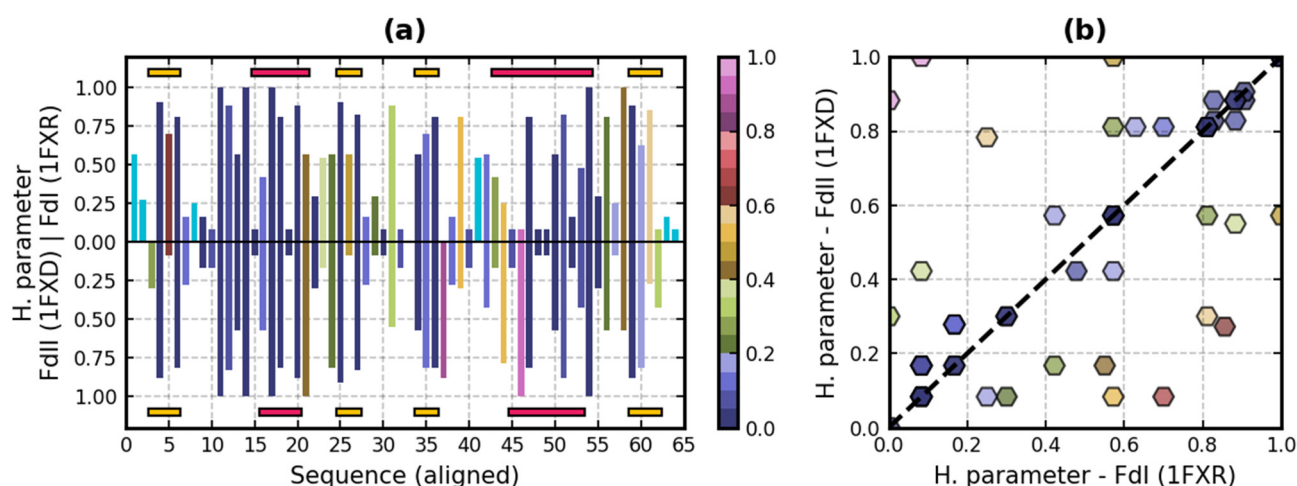 (a)
(b)
H. parameter
FdII (1FXD) | FdI (1FXR)
1.00
0.75
0.50
0.25
0.00
0.25
0.50
0.75
1.00
0 5 10 15 20 25 30 35 40 45 50 55 60 65
Sequence (aligned)
1.0
0.8
0.6
0.4
0.2
0.0
H. parameter - FdII (1FXD)
1.0
0.8
0.6
0.4
0.2
0.0
0.0 0.2 0.4 0.6 0.8 1.0
H. parameter - FdI (1FXR)